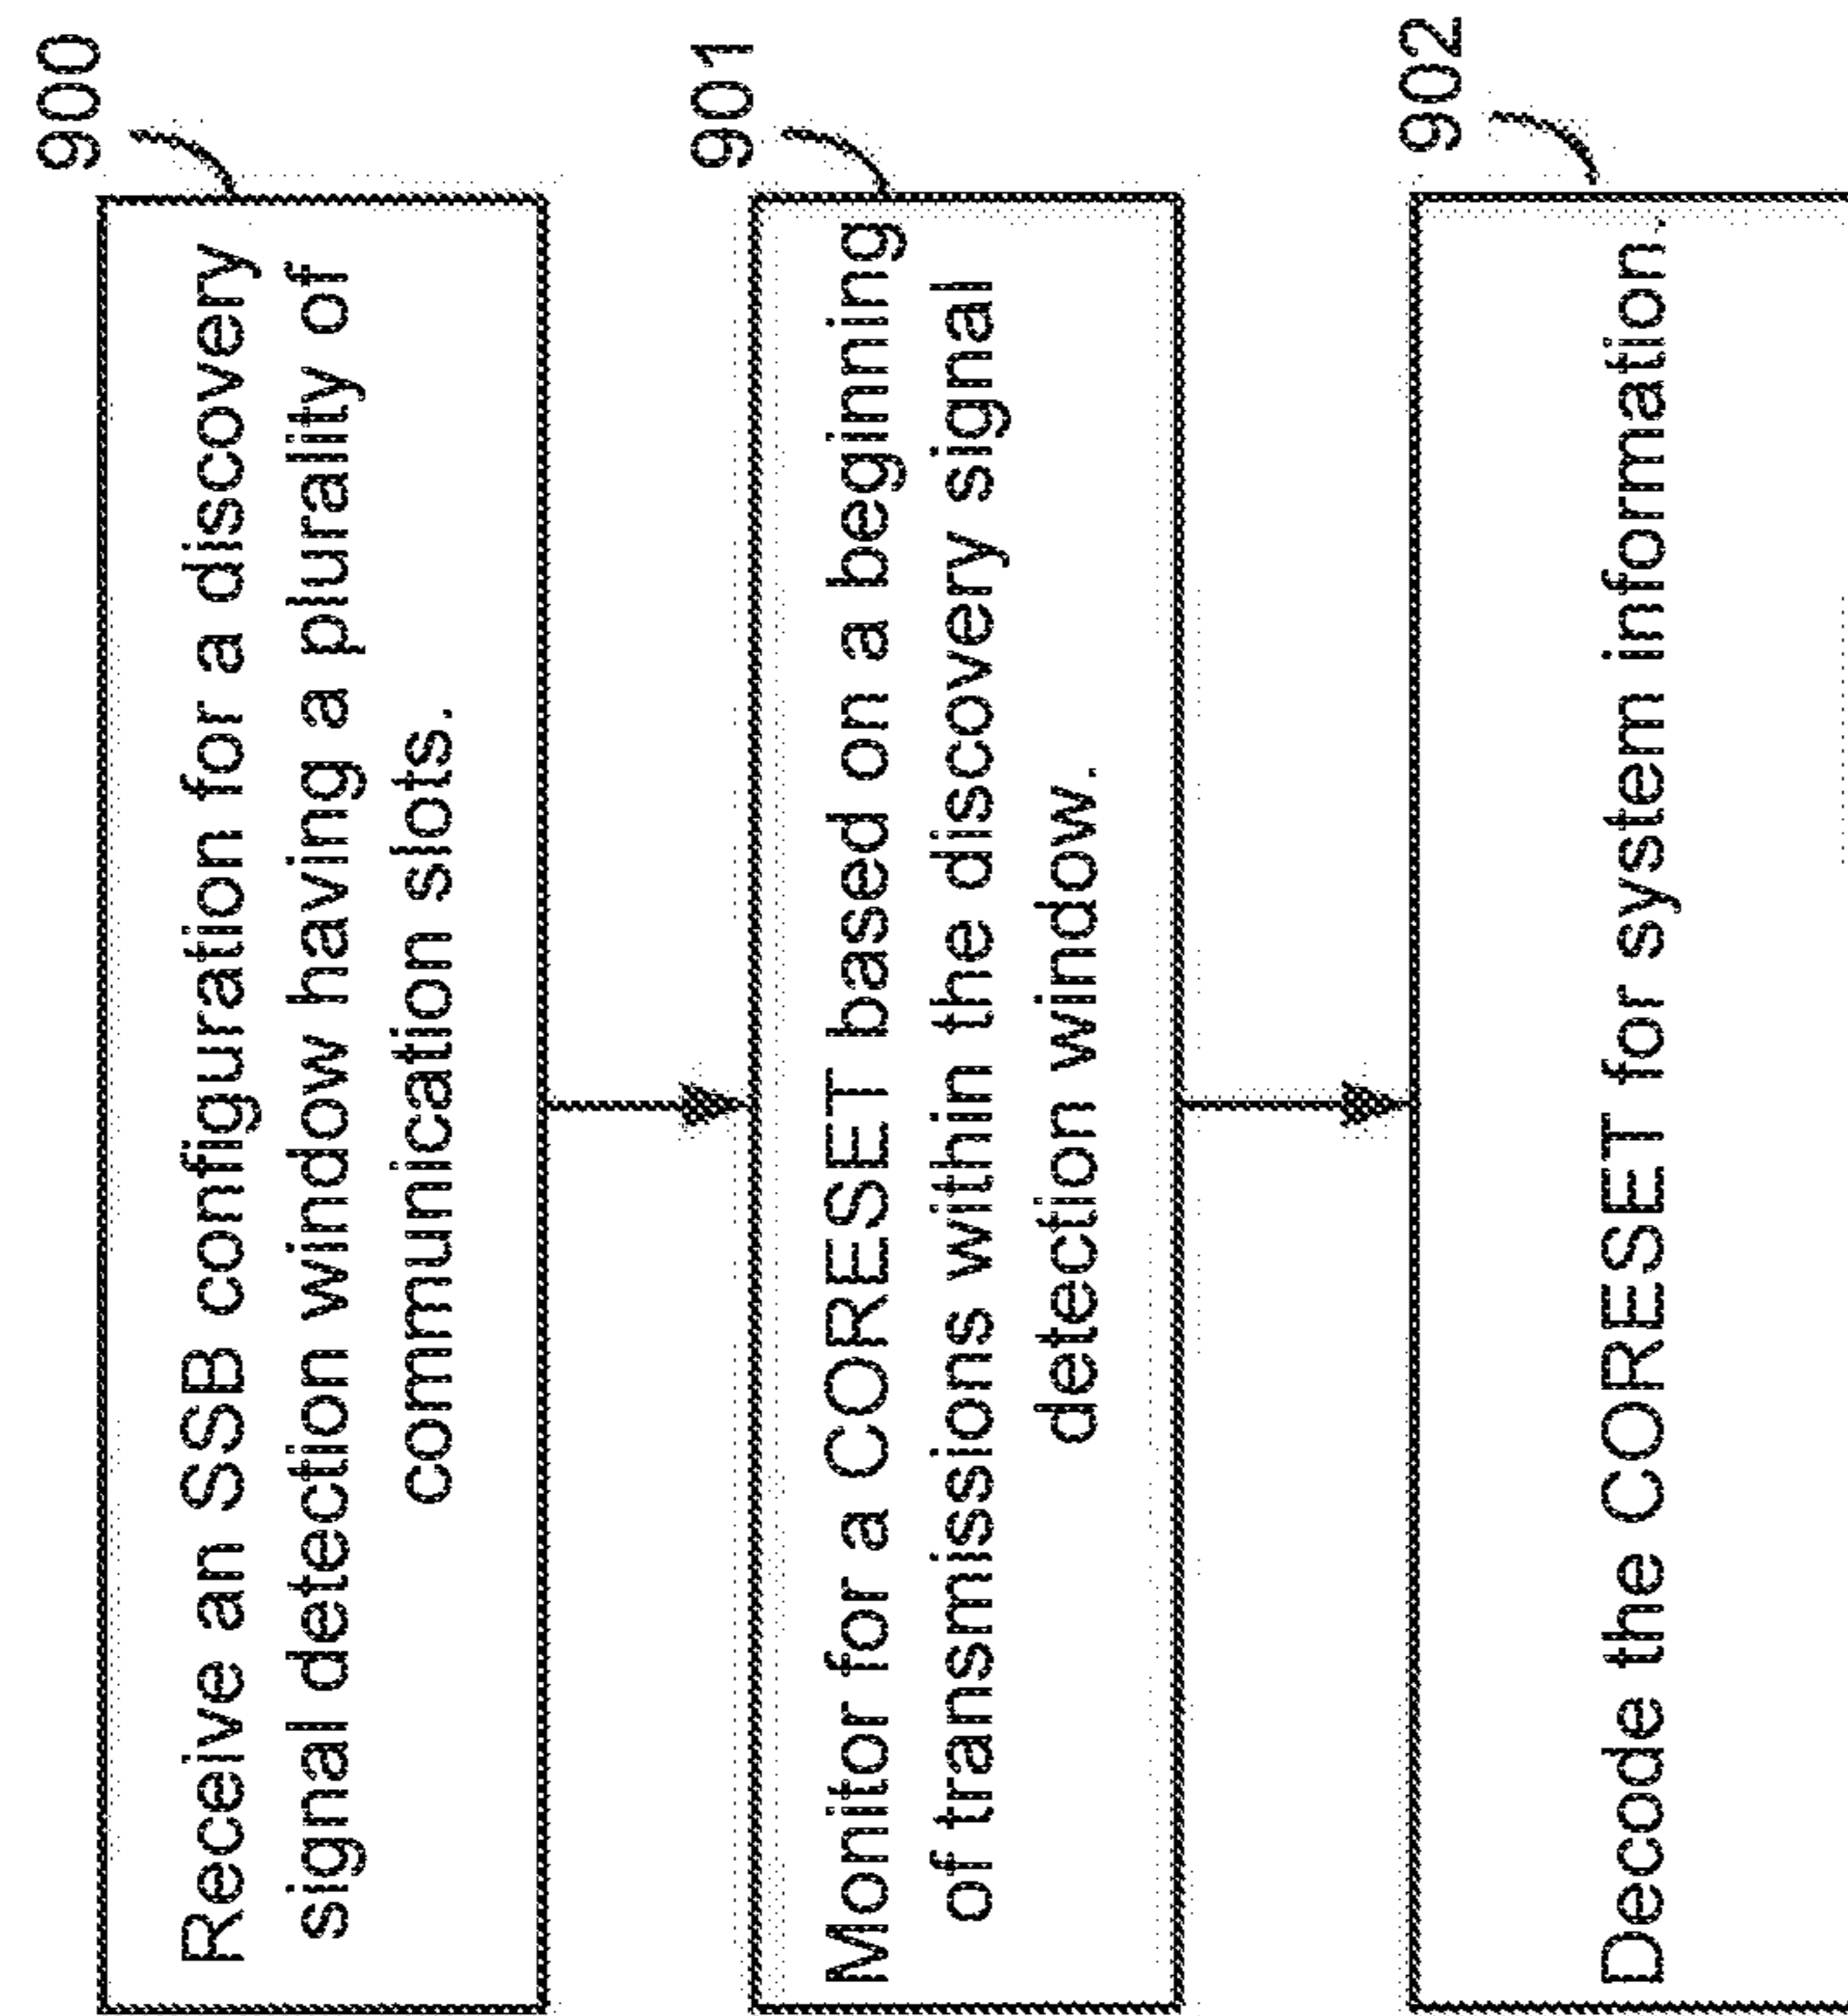 900
Receive an SSB configuration for a discovery
signal detection window having a plurality of
communication slots.
901
Monitor for a CORESET based on a beginning
of transmissions within the discovery signal
detection window.
902
Decode the CORESET for system information.